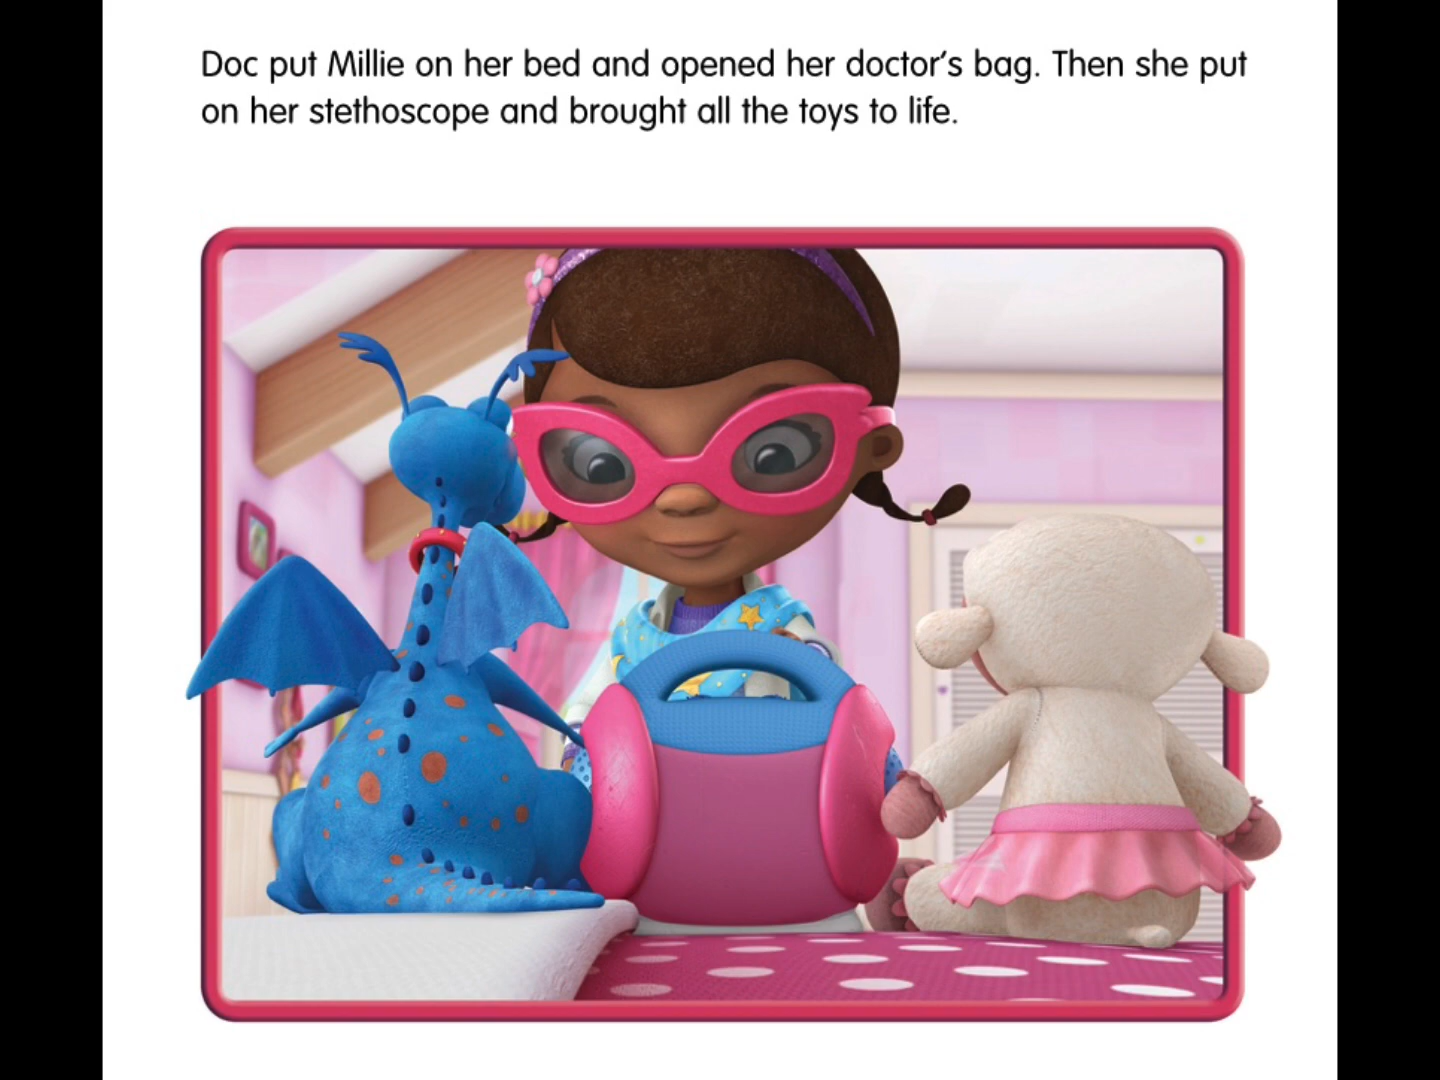 Doc put Millie on her bed and opened her doctor's bag. Then she put
on her stethoscope and brought all the toys to life.